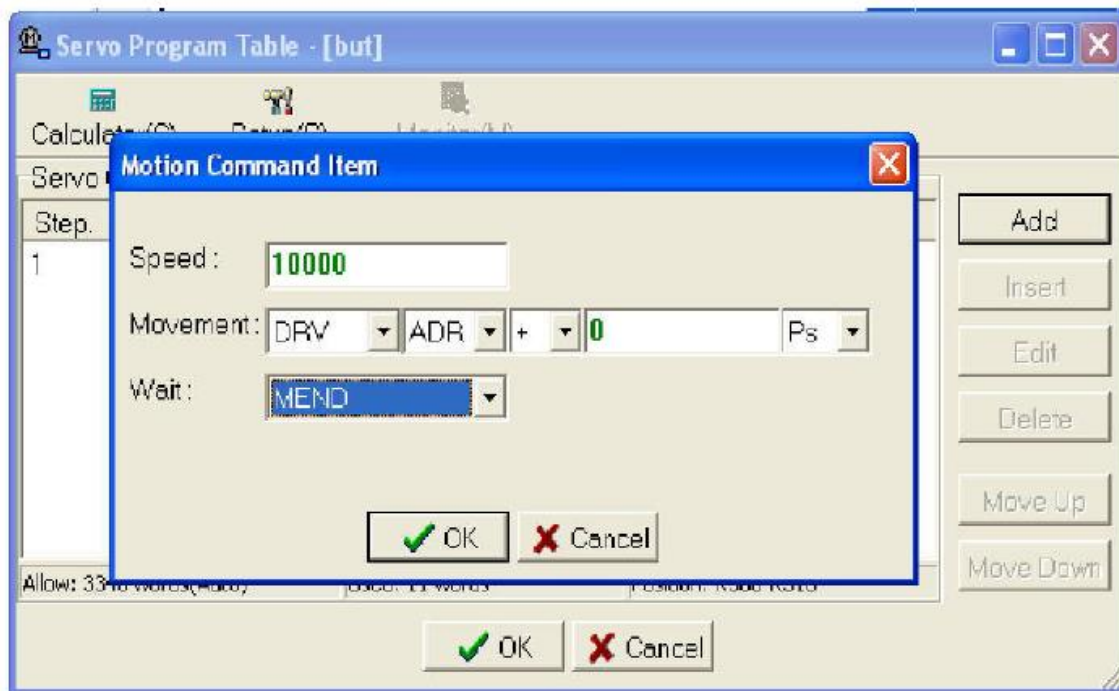 Servo Program Table - [but]
Servo
Motion Command Item
Step.
Add
1
Speed :
10000
Insert
Movement :
DRV
ADR
+
0
Ps
Edit
Wait :
MEND
Delete
OK
Cancel
Move Up
Move Down
OK
Cancel